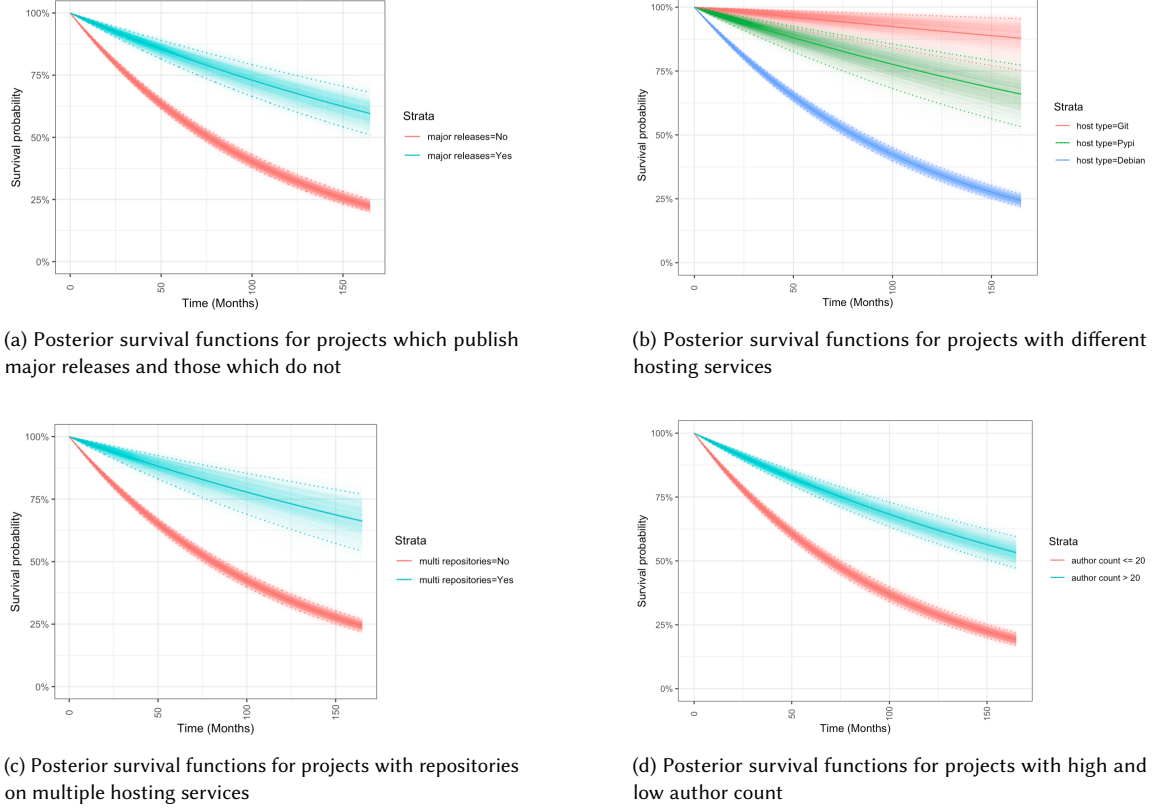 100%
75%
50%
25%
0%
Survival probability
0
50
100
150
Time (Months)
Strata
major releases=No
major releases=Yes
(a) Posterior survival functions for projects which publish
major releases and those which do not
100%
75%
50%
25%
0%
Survival probability
0
50
100
150
Time (Months)
Strata
host type=Git
host type=Pypi
host type=Debian
(b) Posterior survival functions for projects with different
hosting services
100%
75%
50%
25%
0%
Survival probability
0
50
100
150
Time (Months)
Strata
multi repositories=No
multi repositories=Yes
(c) Posterior survival functions for projects with repositories
on multiple hosting services
100%
75%
50%
25%
0%
Survival probability
0
50
100
150
Time (Months)
Strata
author count <= 20
author count > 20
(d) Posterior survival functions for projects with high and
low author count